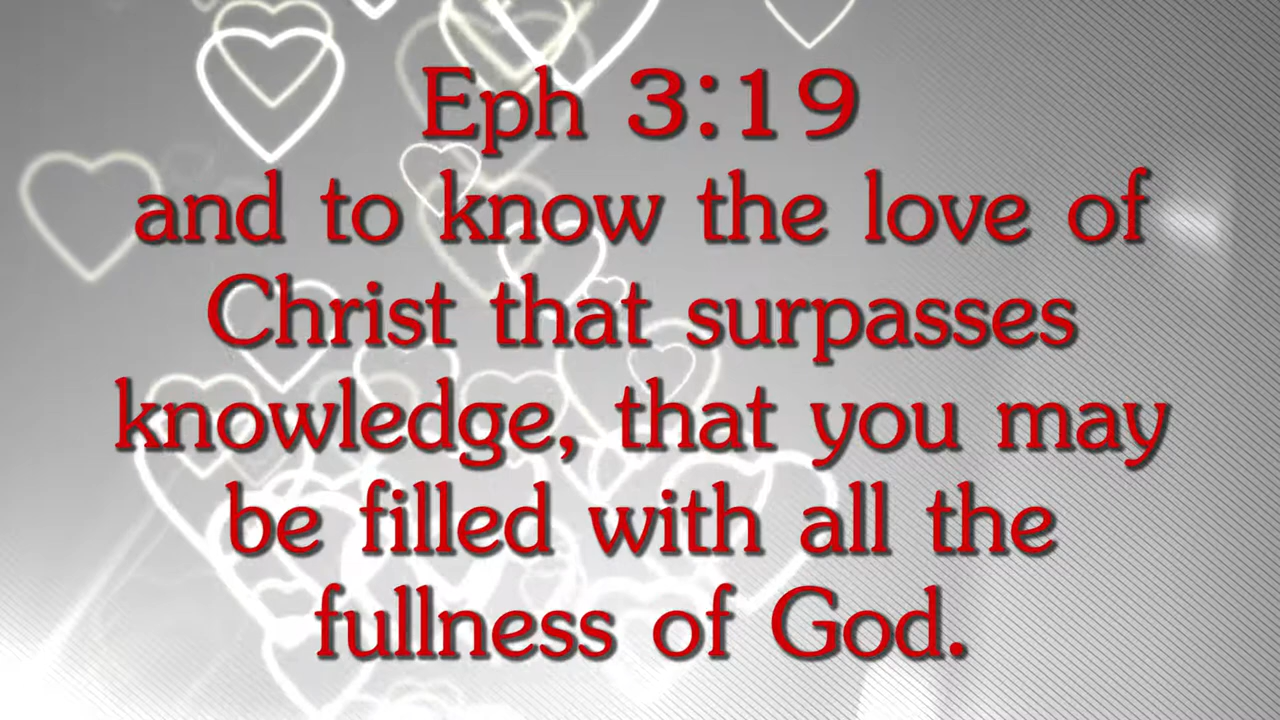 Eph 3:19
and to know the love of
Christ that surpasses
knowledge, that you may
be filled with all the
fullness of God.